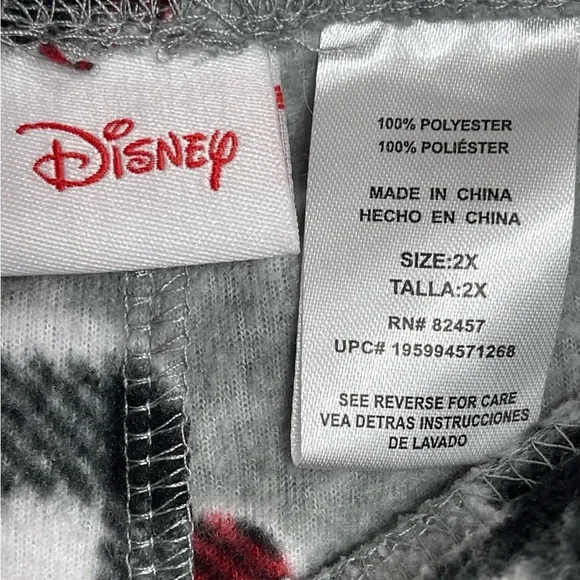 Disney
100% POLYESTER
100% POLIÉSTER
MADE IN CHINA
HECHO EN CHINA
SIZE:2X
TALLA:2X
RN# 82457
UPC# 195994571268
SEE REVERSE FOR CARE
VEA DETRAS INSTRUCCIONES
DE LAVADO